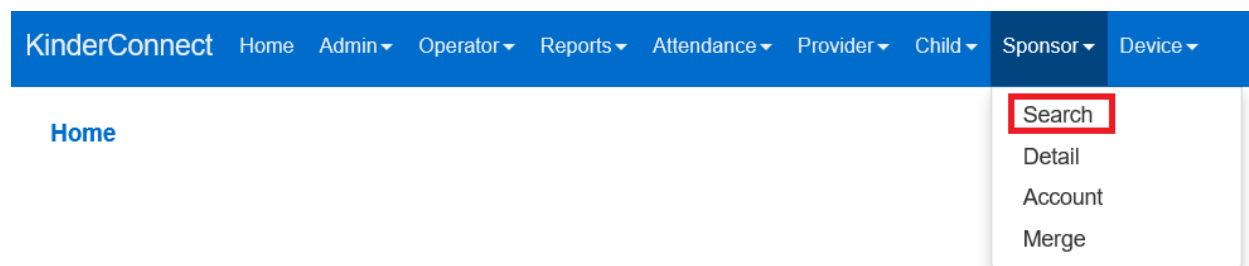 KinderConnect Home Admin Operator Reports Attendance Provider Child Sponsor Device
Home
Search
Detail
Account
Merge